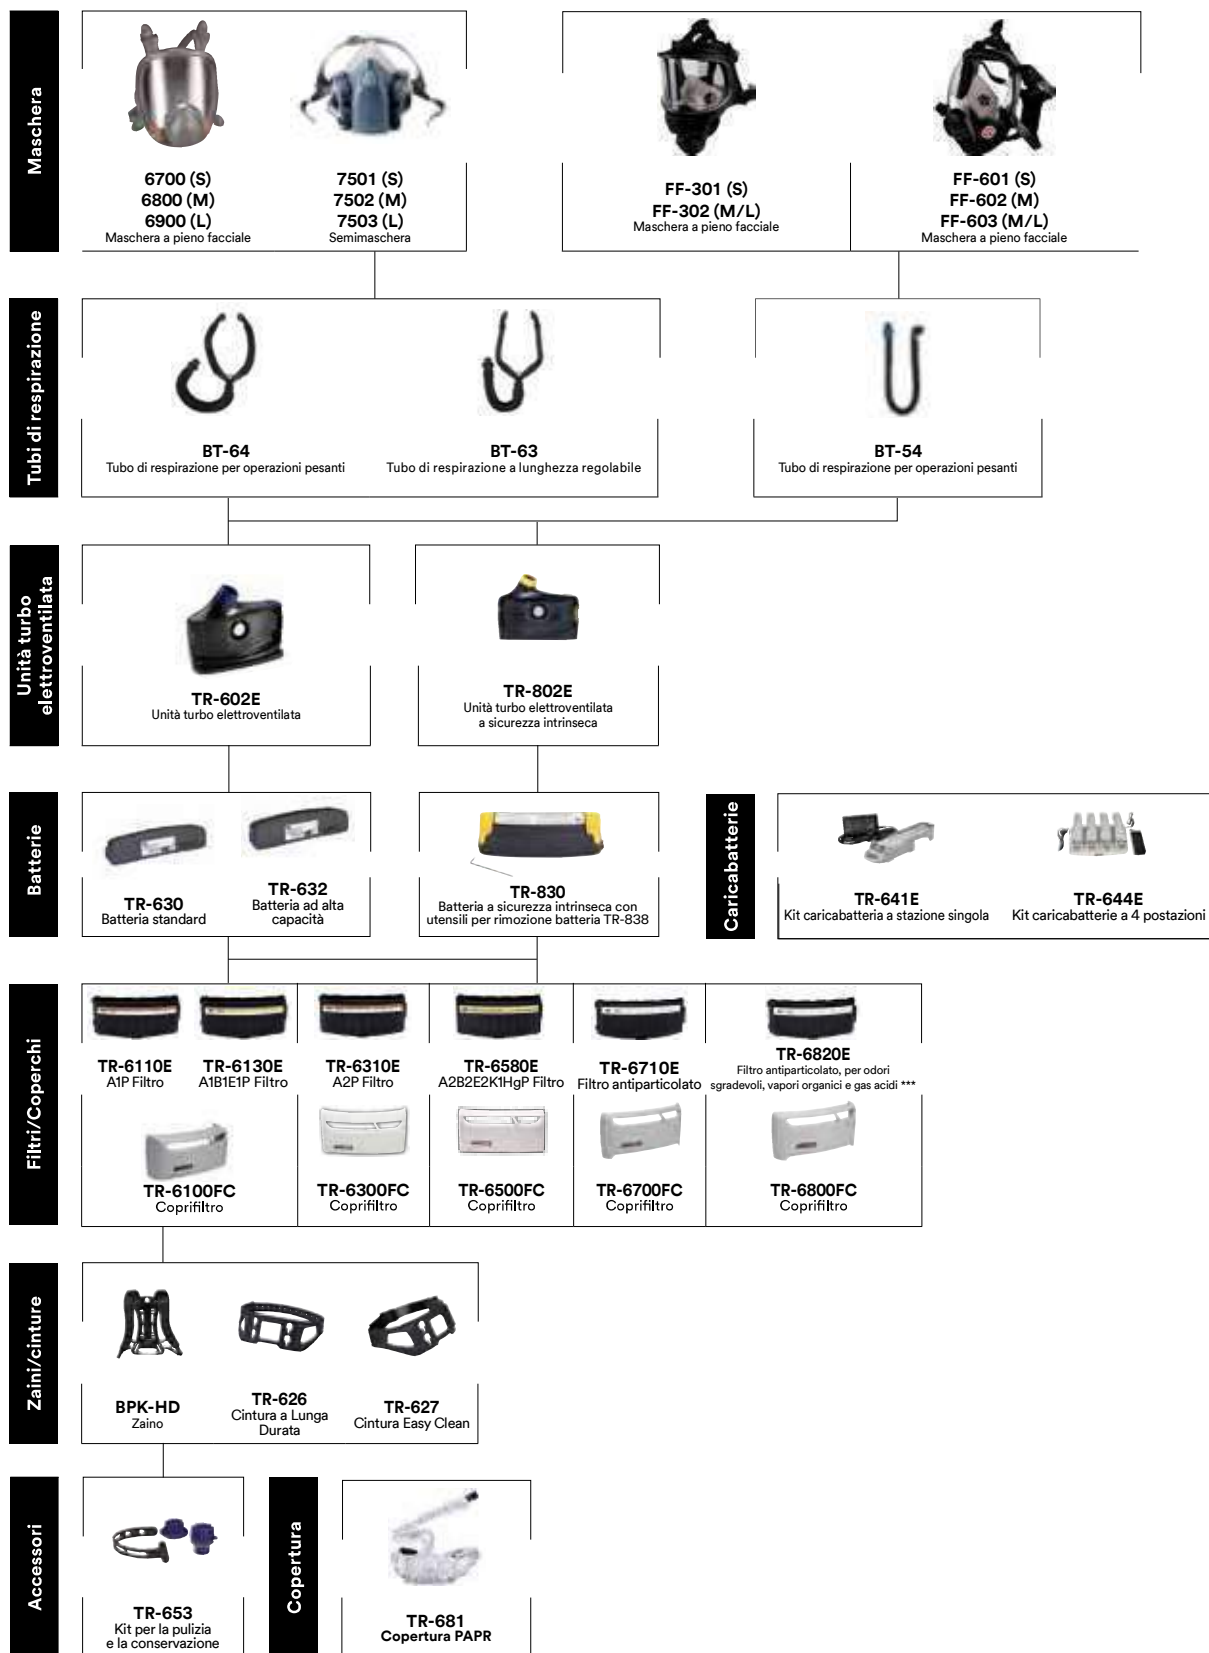 Maschera
6700 (S)
6800 (M)
6900 (L)
Maschera a pieno facciale
7501 (S)
7502 (M)
7503 (L)
Semimaschera
FF-301 (S)
FF-302 (M/L)
Maschera a pieno facciale
FF-601 (S)
FF-602 (M)
FF-603 (M/L)
Maschera a pieno facciale
Tubi di respirazione
BT-64
Tubo di respirazione per operazioni pesanti
BT-63
Tubo di respirazione a lunghezza regolabile
BT-54
Tubo di respirazione per operazioni pesanti
Unità turbo
elettroventilata
TR-602E
Unità turbo elettroventilata
TR-802E
Unità turbo elettroventilata
a sicurezza intrinseca
Batterie
TR-630
Batteria standard
TR-632
Batteria ad alta
capacità
TR-830
Batteria a sicurezza intrinseca con
utensili per rimozione batteria TR-838
Caricabatterie
TR-641E
Kit caricabatteria a stazione singola
TR-644E
Kit caricabatterie a 4 postazioni
Filtri/Coperchi
TR-6110E
A1P Filtro
TR-6130E
A1B1E1P Filtro
TR-6310E
A2P Filtro
TR-6580E
A2B2E2K1HgP Filtro
TR-6710E
Filtro antiparticolato
TR-6820E
Filtro antiparticolato, per odori
sgradevoli, vapori organici e gas acidi ***
TR-6100FC
Coprifiltro
TR-6300FC
Coprifiltro
TR-6500FC
Coprifiltro
TR-6700FC
Coprifiltro
TR-6800FC
Coprifiltro
Zaini/cinture
BPK-HD
Zaino
TR-626
Cintura a Lunga
Durata
TR-627
Cintura Easy Clean
Accessori
TR-653
Kit per la pulizia
e la conservazione
Copertura
TR-681
Copertura PAPR